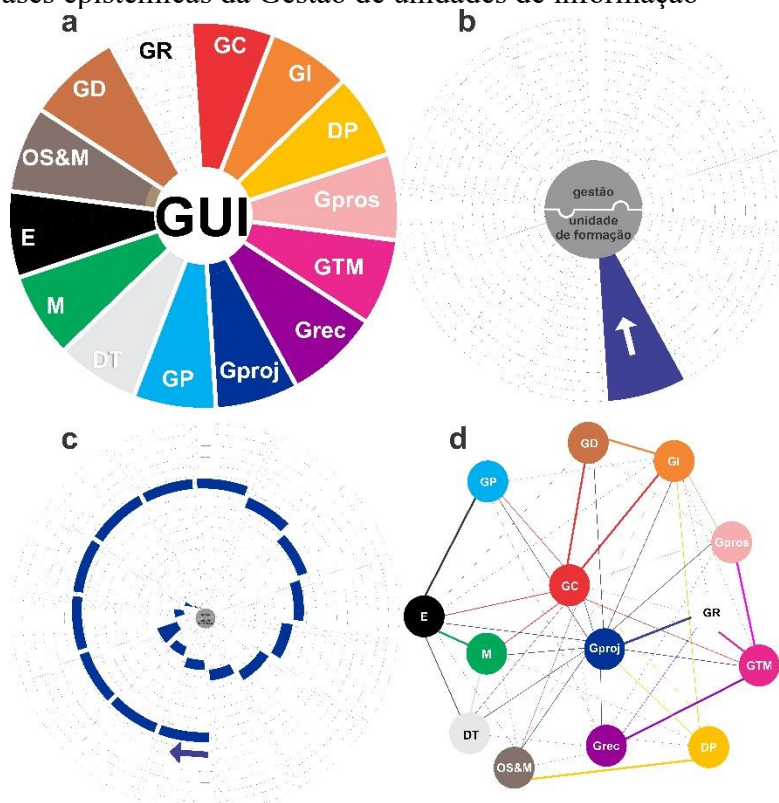 ases epistêmicas da Gestão de unidades de informação
a
GR
GC
GI
DP
Gpros
GTM
Grec
Gproj
GP
DT
M
E
OS&M
GD
GUI
b
gestão
unidade
de formação
c
d
GD
GI
GP
Gpros
GC
GR
E
M
Gproj
GTM
DT
OS&M
Grec
DP